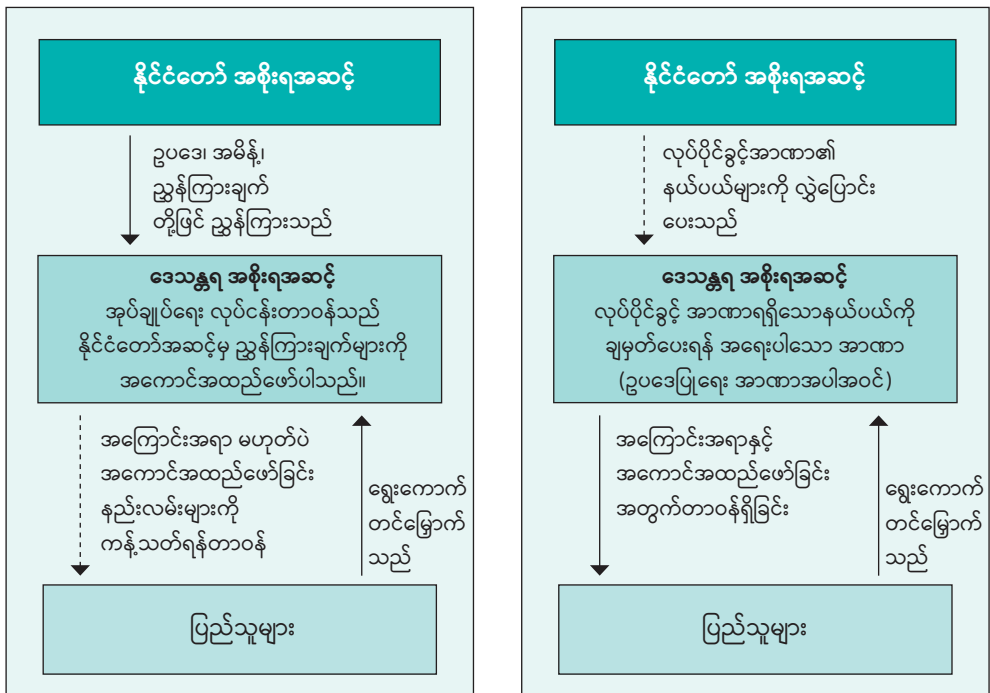 နိုင်ငံတော် အစိုးရအဆင့်
ဥပဒေ၊ အမိန့်၊
ညွှန်ကြားချက်
တို့ဖြင့် ညွှန်ကြားသည်
ဒေသန္တရ အစိုးရအဆင့်
အုပ်ချုပ်ရေး လုပ်ငန်းတာဝန်သည်
နိုင်ငံတော်အဆင့်မှ ညွှန်ကြားချက်များကို
အကောင်အထည်ဖော်ပါသည်။
အကြောင်းအရာ မဟုတ်ပဲ
အကောင်အထည်ဖော်ခြင်း
နည်းလမ်းများကို
ကန့်သတ်ရန်တာဝန်
ရွေးကောက်
တင်မြှောက်
သည်
ပြည်သူများ
နိုင်ငံတော် အစိုးရအဆင့်
လုပ်ပိုင်ခွင့်အာဏာ၏
နယ်ပယ်များကို လွှဲပြောင်း
ပေးသည်
ဒေသန္တရ အစိုးရအဆင့်
လုပ်ပိုင်ခွင့် အာဏာရရှိသောနယ်ပယ်ကို
ချမှတ်ပေးရန် အရေးပါသော အာဏာ
(ဥပဒေပြုရေး အာဏာအပါအဝင်)
အကြောင်းအရာနှင့်
အကောင်အထည်ဖော်ခြင်း
အတွက်တာဝန်ရှိခြင်း
ရွေးကောက်
တင်မြှောက်
သည်
ပြည်သူများ